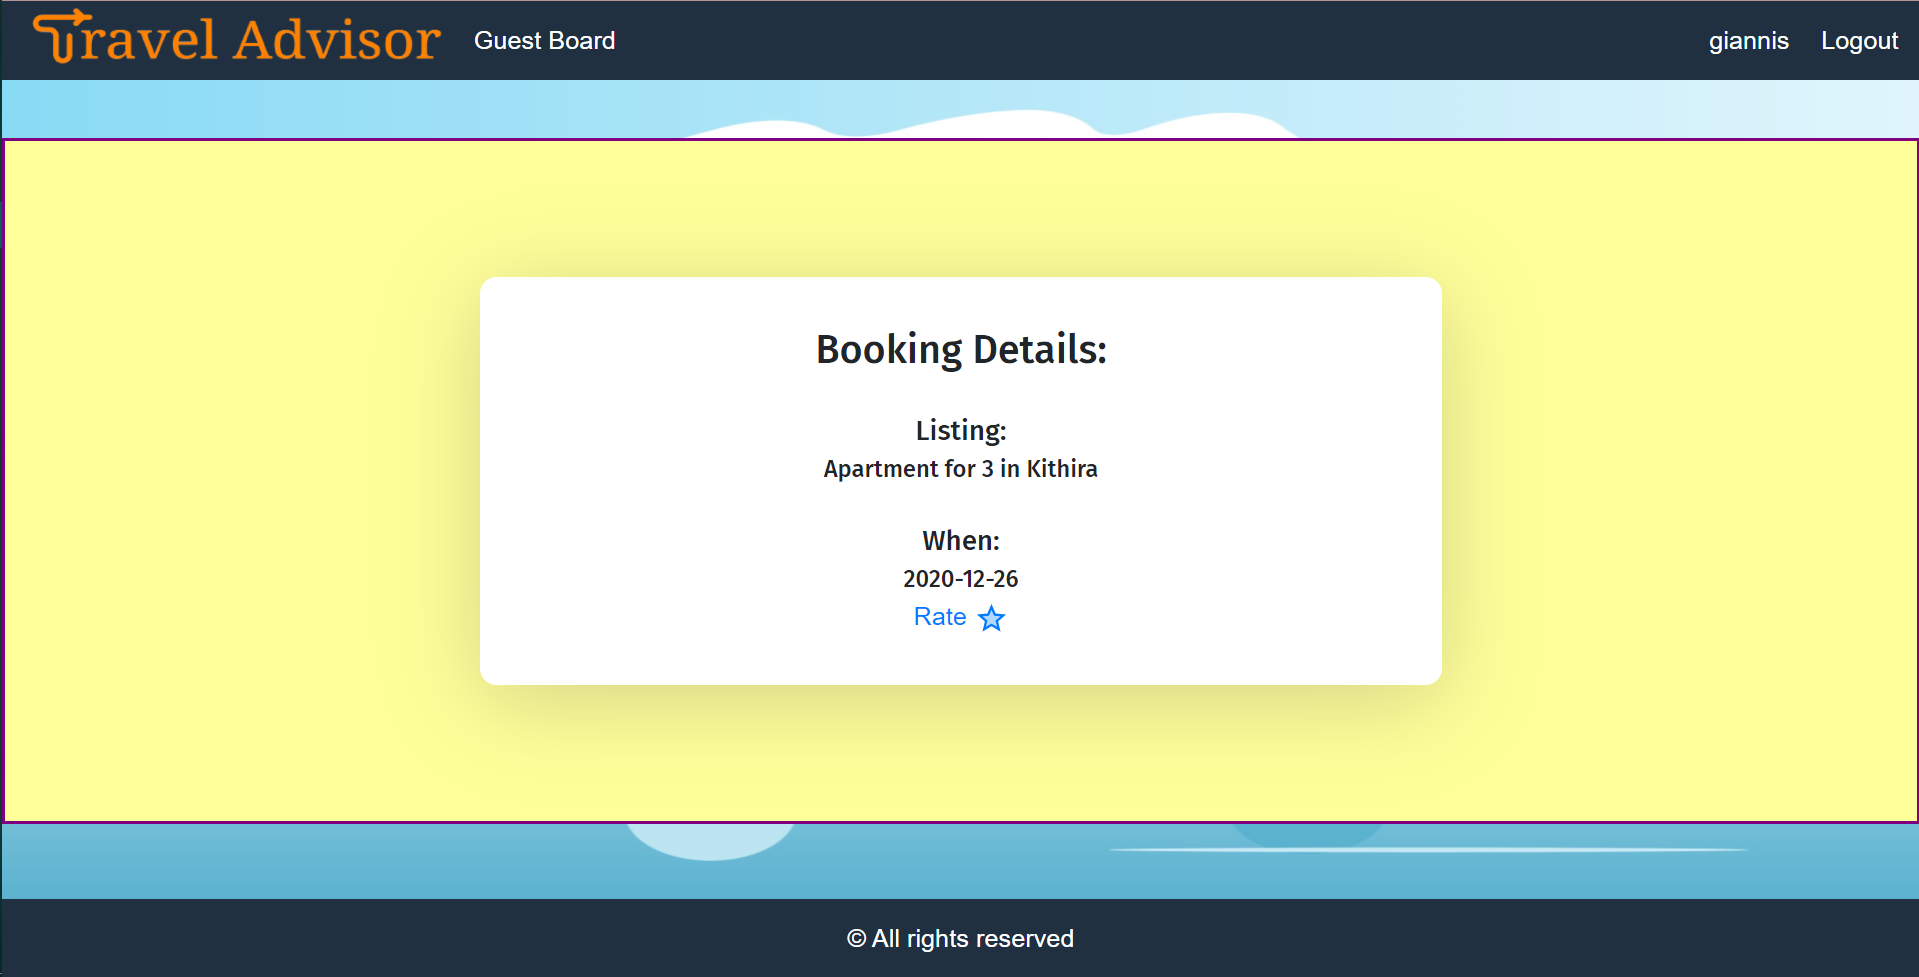 Travel Advisor
Guest Board
giannis
Logout
Booking Details:
Listing:
Apartment for 3 in Kithira
When:
2020-12-26
Rate
© All rights reserved